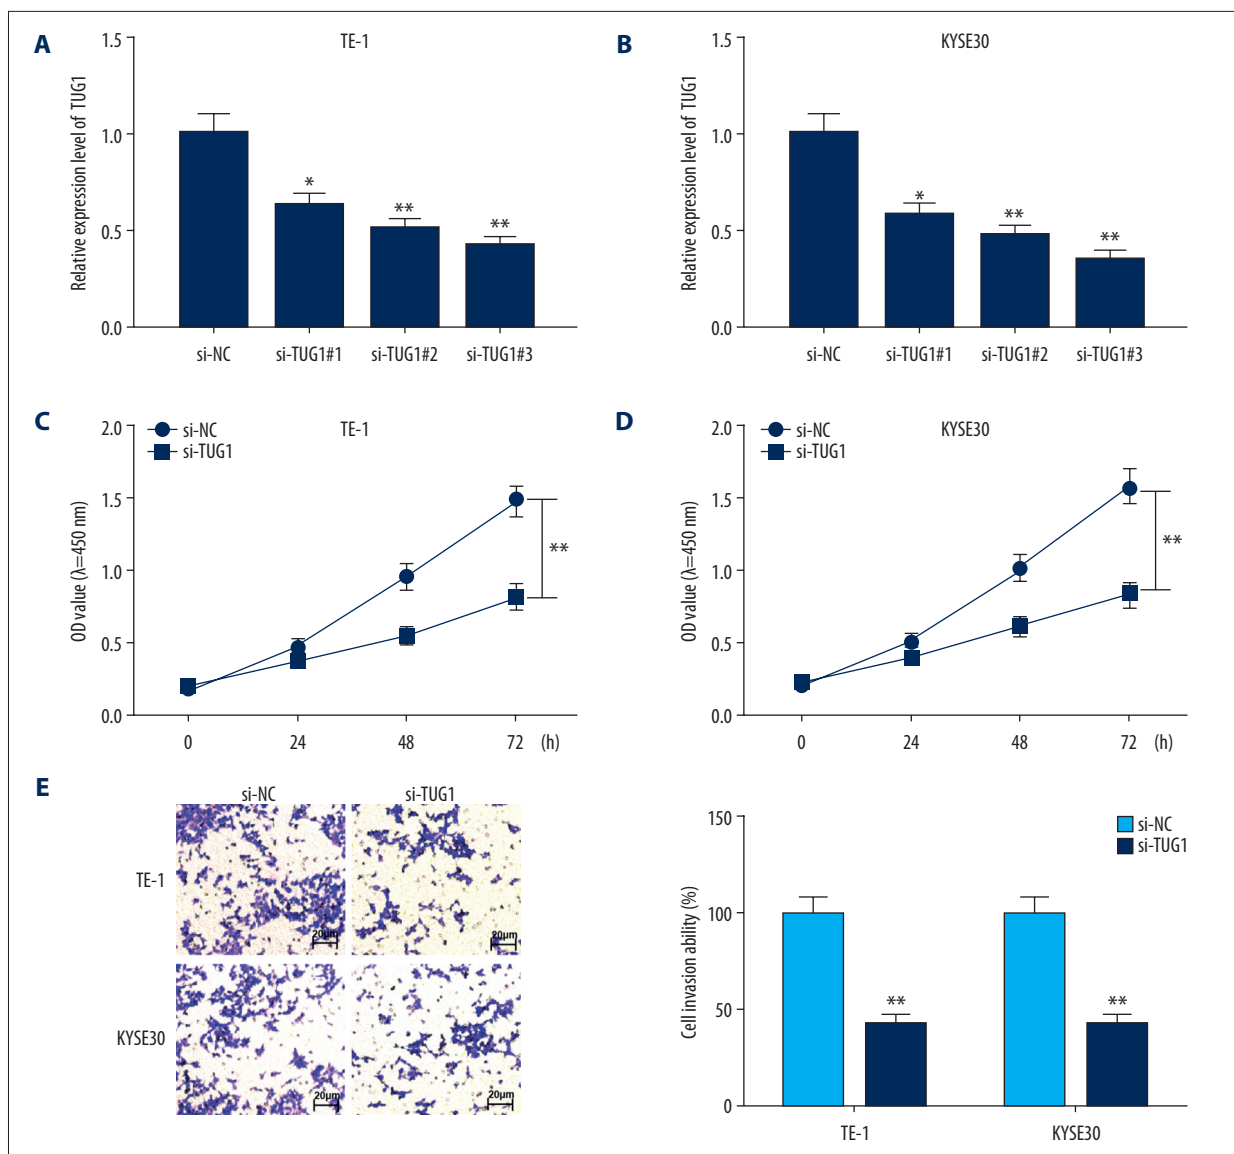 A
TE-1
Relative expression level of TUG1
1.5
1.0
0.5
0.0
*
**
**
si-NC
si-TUG1#1
si-TUG1#2
si-TUG1#3
B
KYSE30
Relative expression level of TUG1
1.5
1.0
0.5
0.0
*
**
**
si-NC
si-TUG1#1
si-TUG1#2
si-TUG1#3
C
TE-1
si-NC
si-TUG1
OD value (λ=450 nm)
2.0
1.5
1.0
0.5
0.0
**
0 24 48 72 (h)
D
KYSE30
si-NC
si-TUG1
OD value (λ=450 nm)
2.0
1.5
1.0
0.5
0.0
**
0 24 48 72 (h)
E
si-NC
si-TUG1
TE-1
20μm
20μm
KYSE30
20μm
20μm
Cell invasion ability (%)
150
100
50
0
si-NC
si-TUG1
**
**
TE-1
KYSE30